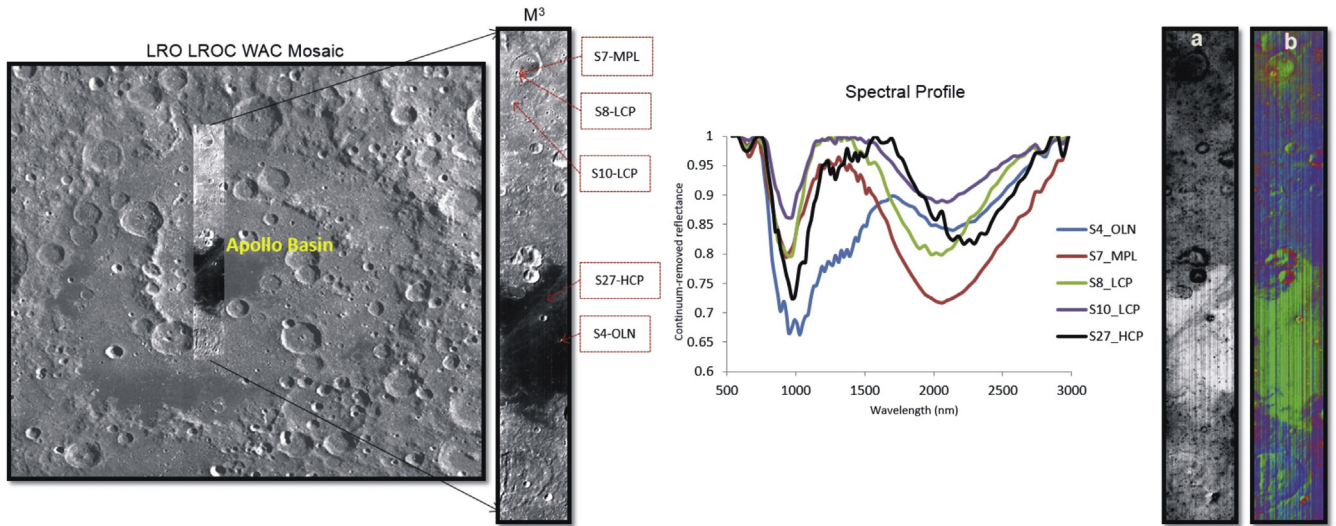 LRO LROC WAC Mosaic
Apollo Basin
M³
S7-MPL
S8-LCP
S10-LCP
S27-HCP
S4-OLN
Spectral Profile
Continuum-removed reflectance
1
0.95
0.9
0.85
0.8
0.75
0.7
0.65
0.6
500 1000 1500 2000 2500 3000
Wavelength (nm)
S4_OLN
S7_MPL
S8_LCP
S10_LCP
S27_HCP
a
b